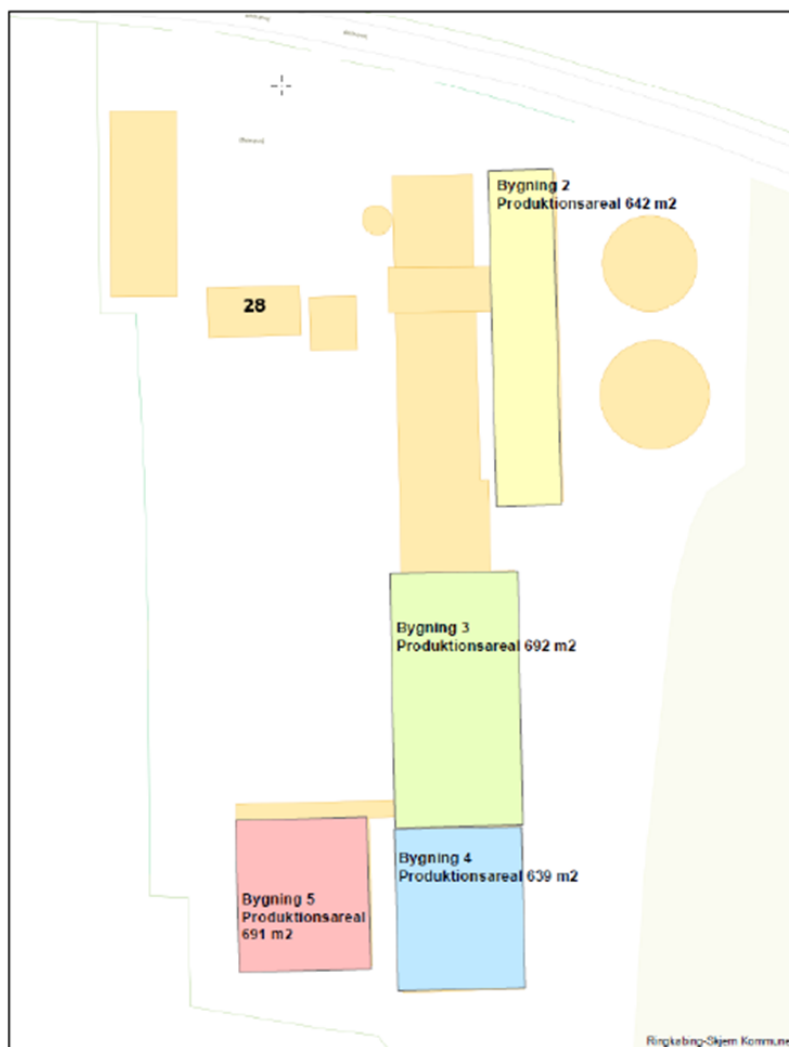 Bygning 2
Produktionsareal 642 m2
28
Bygning 3
Produktionsareal 692 m2
Bygning 4
Produktionsareal 639 m2
Bygning 5
Produktionsareal
691 m2
Ringkøbing-Skjern Kommune